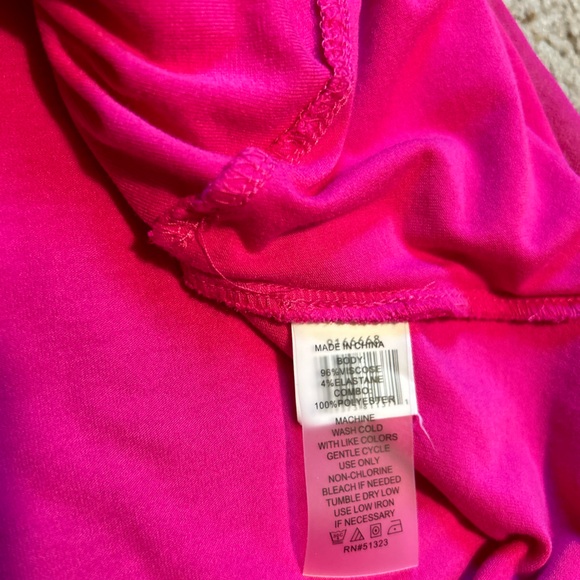 MADE IN CHINA
BODY:
96%VISCOSE
4%ELASTANE
COMBO:
100%POLYESTER
MACHINE
WASH COLD
WITH LIKE COLORS
GENTLE CYCLE
USE ONLY
NON-CHLORINE
BLEACH IF NEEDED
TUMBLE DRY LOW
USE LOW IRON
IF NECESSARY
RN#51323